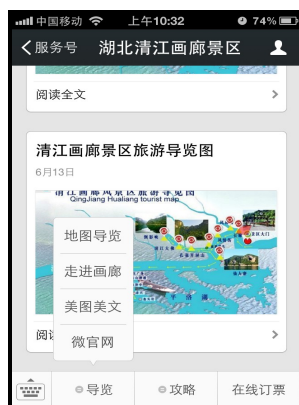 中国移动 上午10:32 74%
服务号 湖北清江画廊景区
阅读全文
清江画廊景区旅游导览图
6月13日
清江画廊风景区旅游导览图
QingJiang Hualiang tourist map
地图导览
走进画廊
美图美文
微官网
阅读
导览 攻略 在线订票